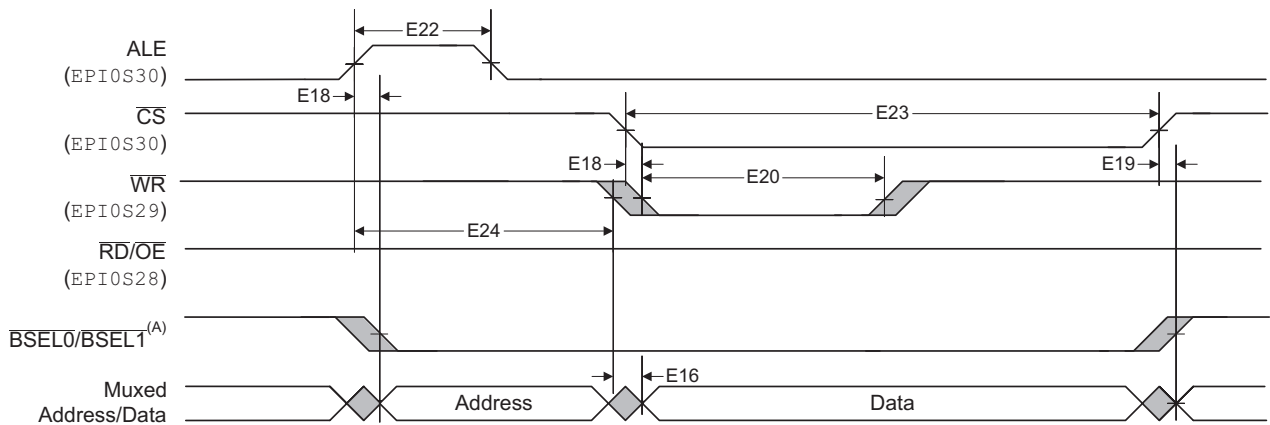 E22
ALE
(EPI0S30)
E18
CS
(EPI0S30)
E23
E18
E20
E19
WR
(EPI0S29)
E24
RD/OE
(EPI0S28)
BSEL0/BSEL1(A)
E16
Muxed
Address/Data
Address
Data